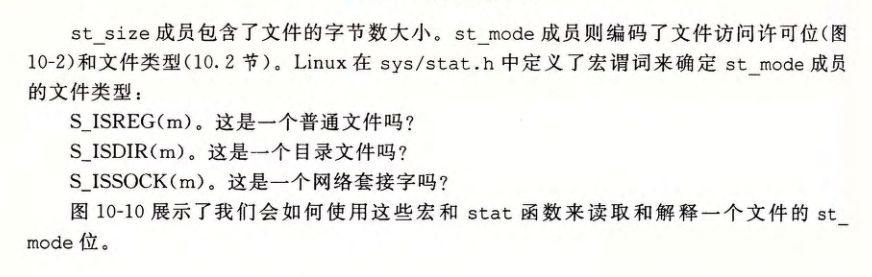 st_size 成员包含了文件的字节数大小。st_mode 成员则编码了文件访问许可位(图
10-2)和文件类型(10.2 节)。Linux 在 sys/stat.h 中定义了宏谓词来确定 st_mode 成员
的文件类型：
S_ISREG(m)。这是一个普通文件吗？
S_ISDIR(m)。这是一个目录文件吗？
S_ISSOCK(m)。这是一个网络套接字吗？
图 10-10 展示了我们会如何使用这些宏和 stat 函数来读取和解释一个文件的 st_
mode 位。